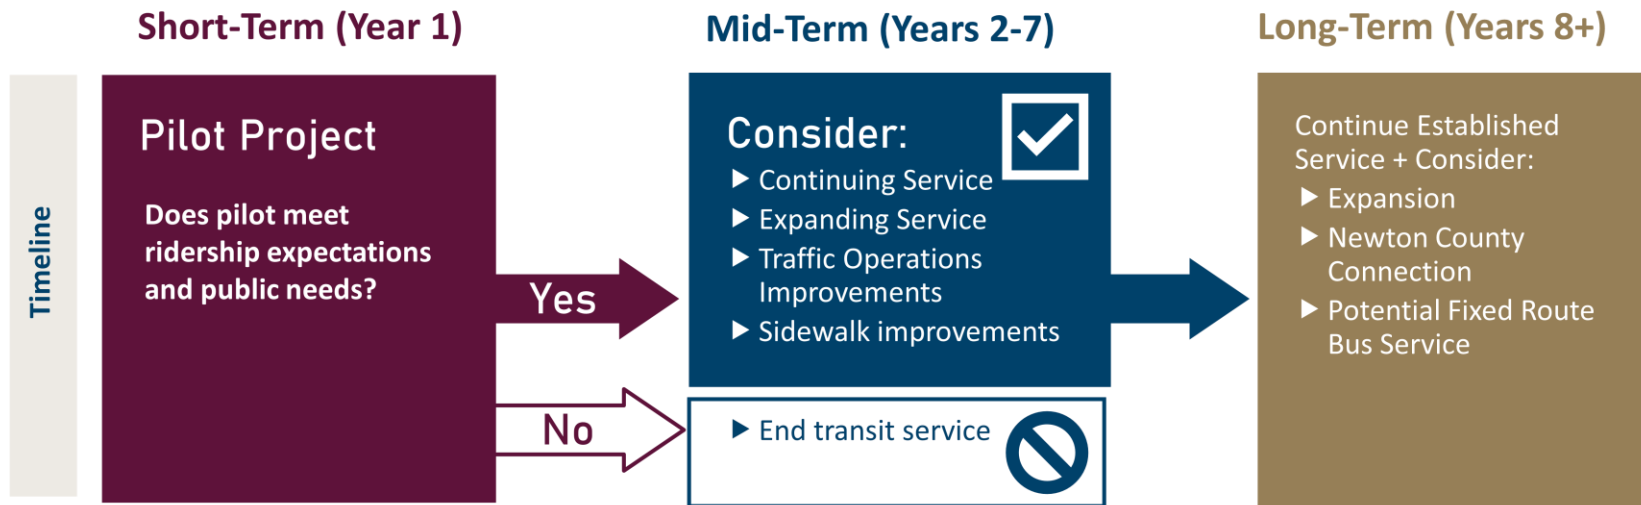 Short-Term (Year 1)
Mid-Term (Years 2-7)
Long-Term (Years 8+)
Timeline
Pilot Project
Does pilot meet
ridership expectations
and public needs?
Yes
No
Consider:
Continuing Service
Expanding Service
Traffic Operations
Improvements
Sidewalk improvements
End transit service
Continue Established
Service + Consider:
Expansion
Newton County
Connection
Potential Fixed Route
Bus Service